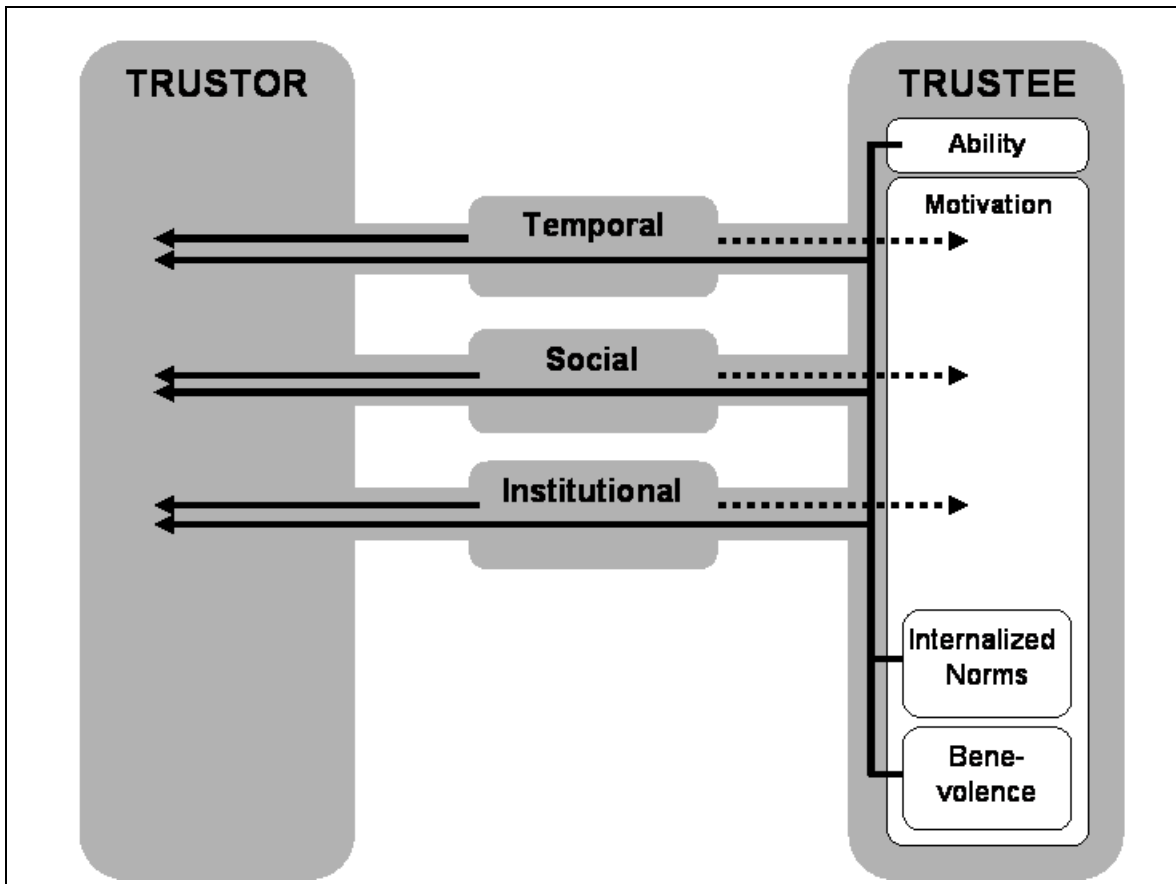 TRUSTOR
TRUSTEE
Ability
Motivation
Temporal
Social
Institutional
Internalized
Norms
Bene-
volence